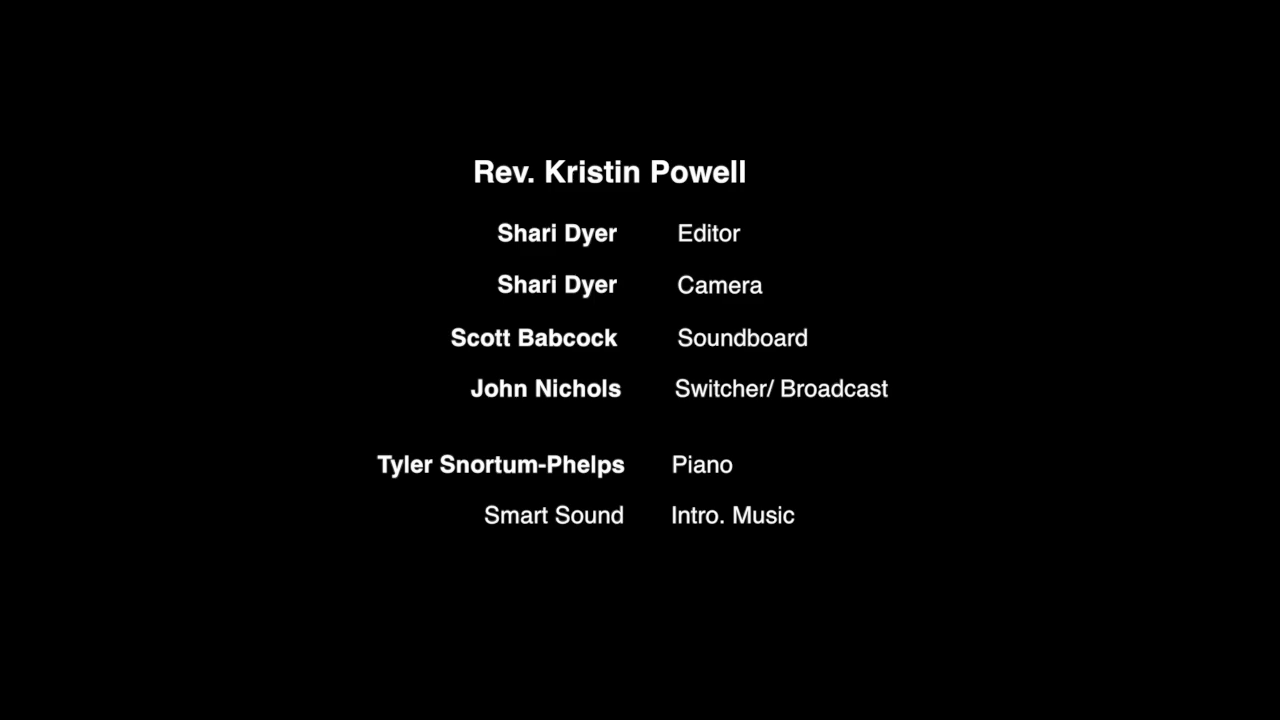 Rev. Kristin Powell
Shari Dyer Editor
Shari Dyer Camera
Scott Babcock Soundboard
John Nichols Switcher/ Broadcast
Tyler Snortum-Phelps Piano
Smart Sound Intro. Music